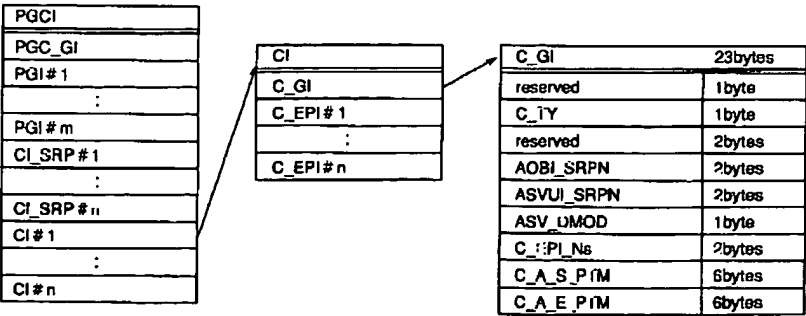 PGCI
PGC_GI
PGI#1
:
PGI#m
CI_SRP#1
:
CI_SRP#n
CI#1
:
CI#n
CI
C_GI
C_EPI#1
:
C_EPI#n
C_GI 23bytes
reserved 1byte
C_TY 1byte
reserved 2bytes
AOBI_SRPN 2bytes
ASVUI_SRPN 2bytes
ASV_DMOD 1byte
C_EPI_Ns 2bytes
C_A_S_PTM 6bytes
C_A_E_PTM 6bytes